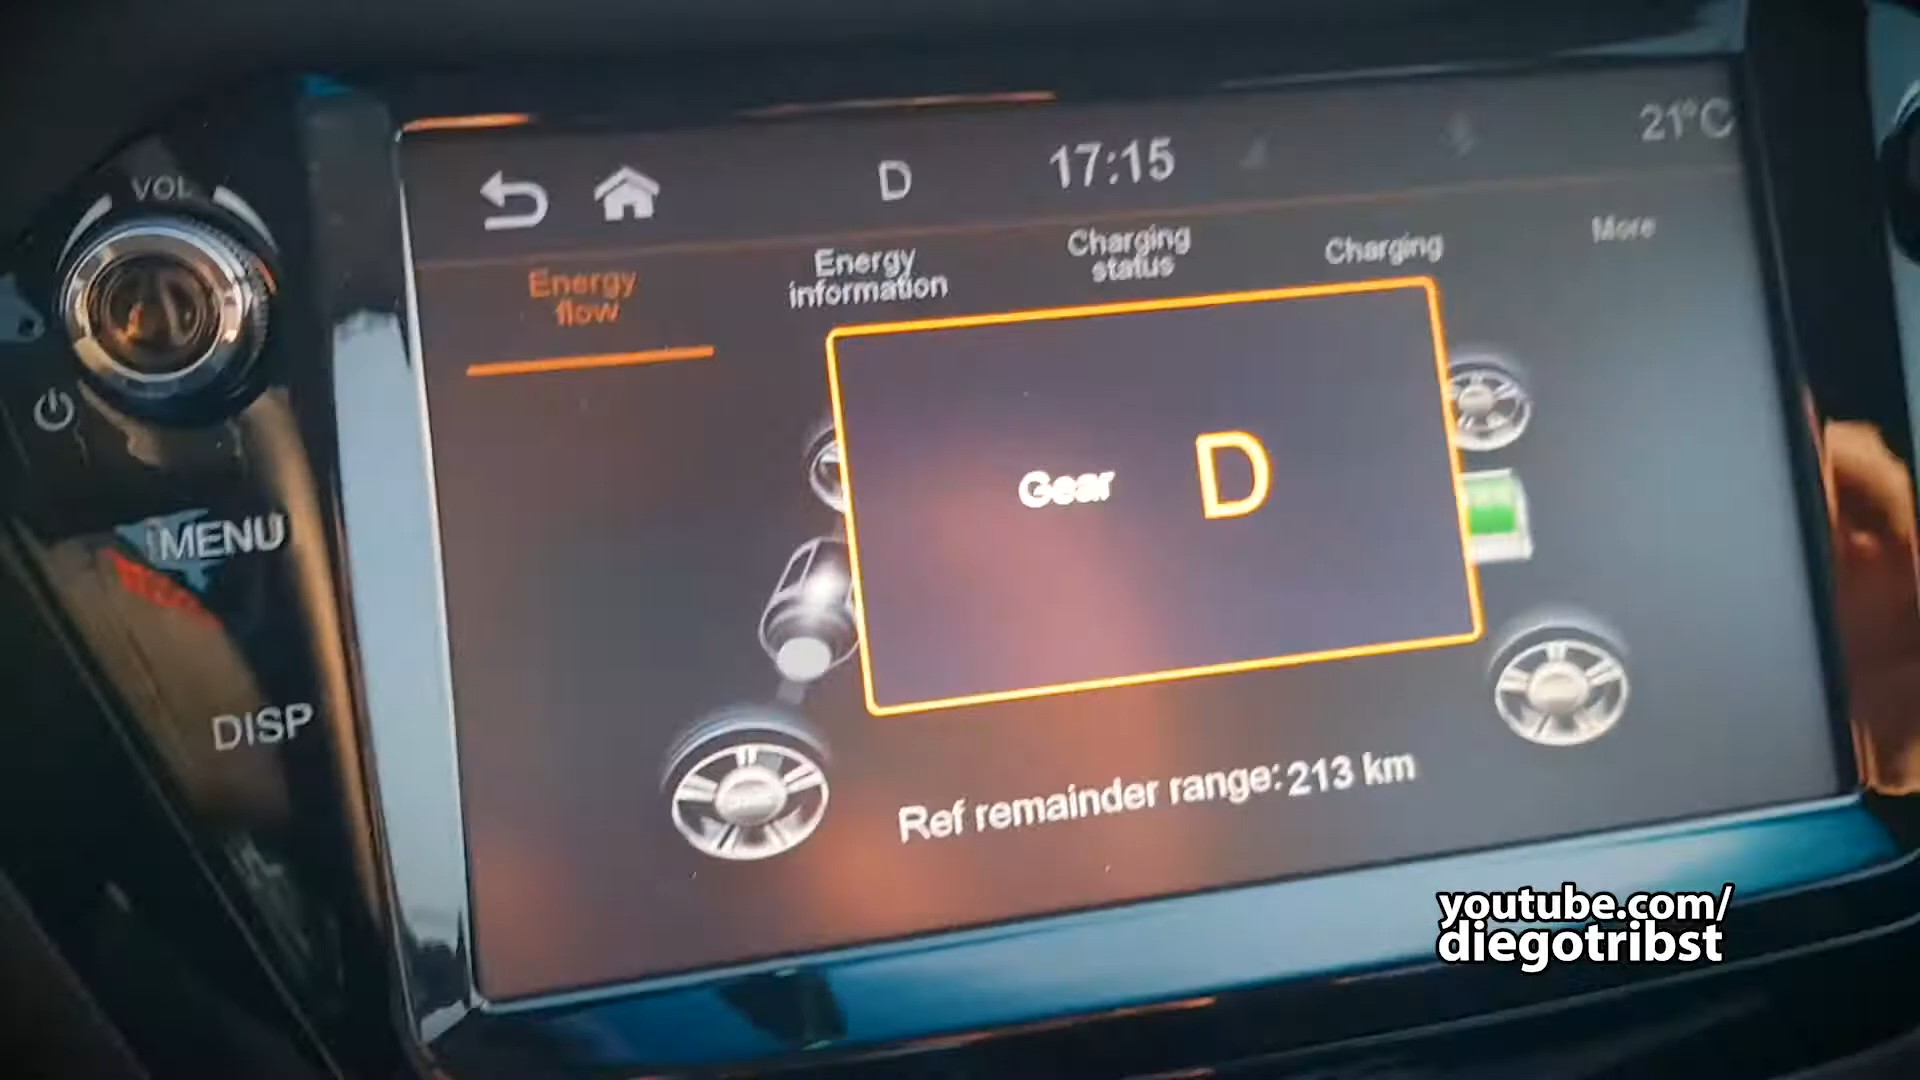 VOL
D
17:15
21°C
Energy
flow
Energy
information
Charging
status
Charging
More
Gear D
MENU
DISP
Ref remainder range: 213 km
youtube.com/
diegotribst